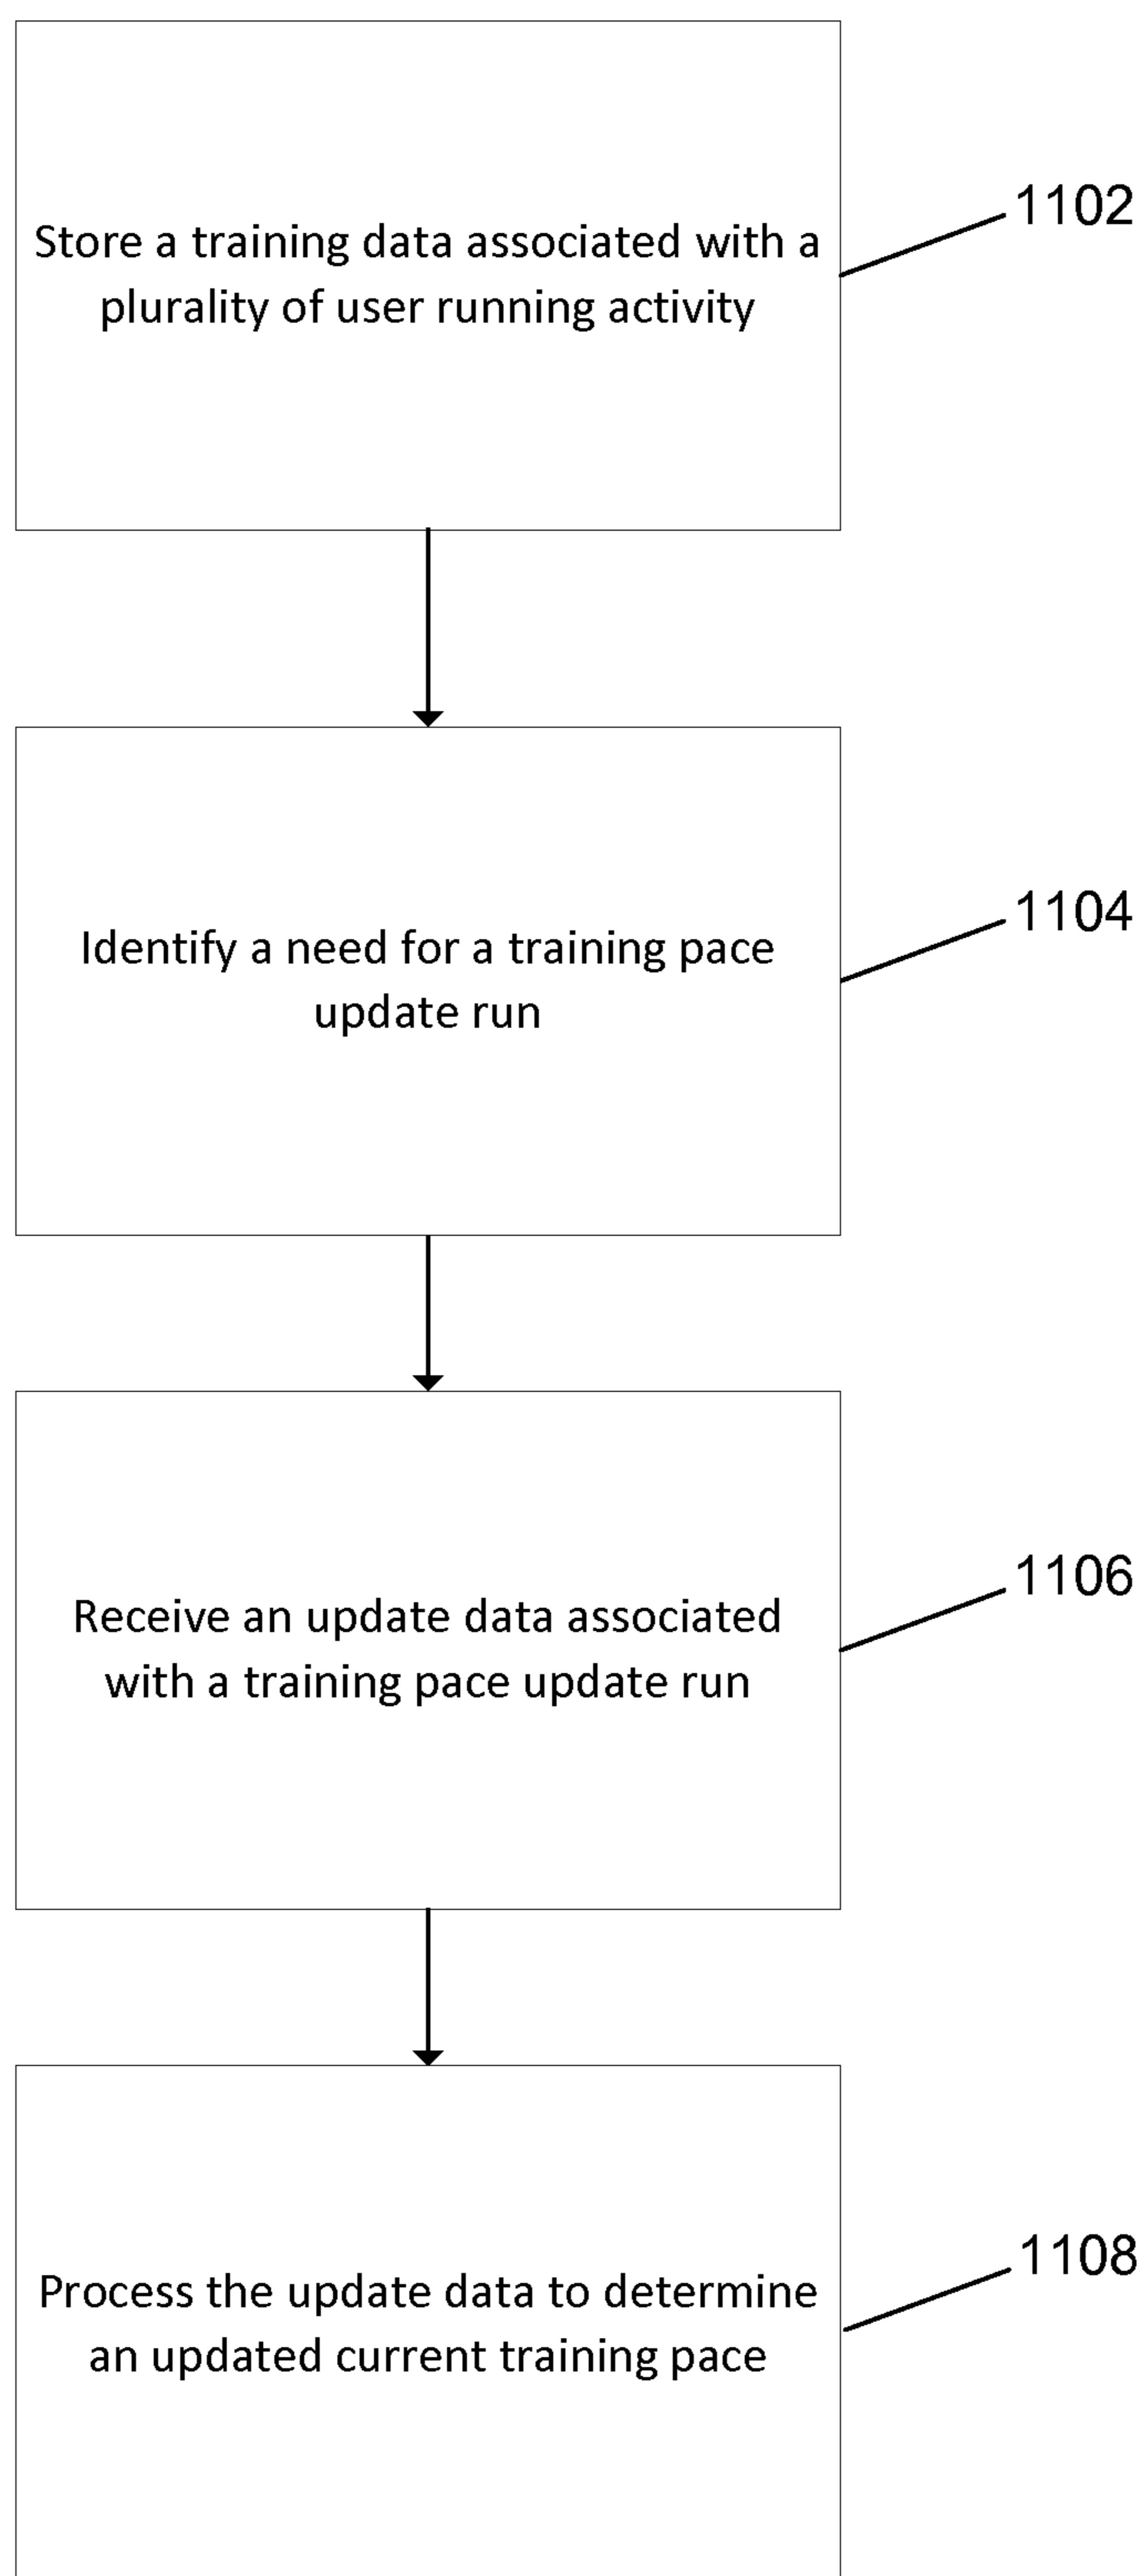 Store a training data associated with a
plurality of user running activity
1102
Identify a need for a training pace
update run
1104
Receive an update data associated
with a training pace update run
1106
Process the update data to determine
an updated current training pace
1108